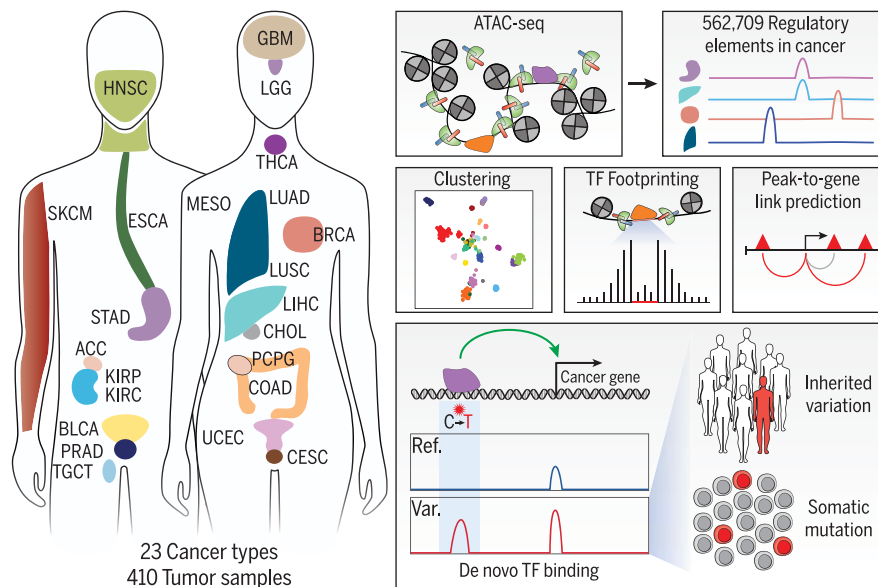 HNSC
SKCM
ESCA
STAD
ACC
KIRP
KIRC
BLCA
PRAD
TGCT
GBM
LGG
THCA
MESO
LUAD
BRCA
LUSC
LIHC
CHOL
PCPG
COAD
UCEC
CESC
23 Cancer types
410 Tumor samples
ATAC-seq
562,709 Regulatory
elements in cancer
Clustering
TF Footprinting
Peak-to-gene
link prediction
Cancer gene
C→T
Ref.
Var.
De novo TF binding
Inherited
variation
Somatic
mutation